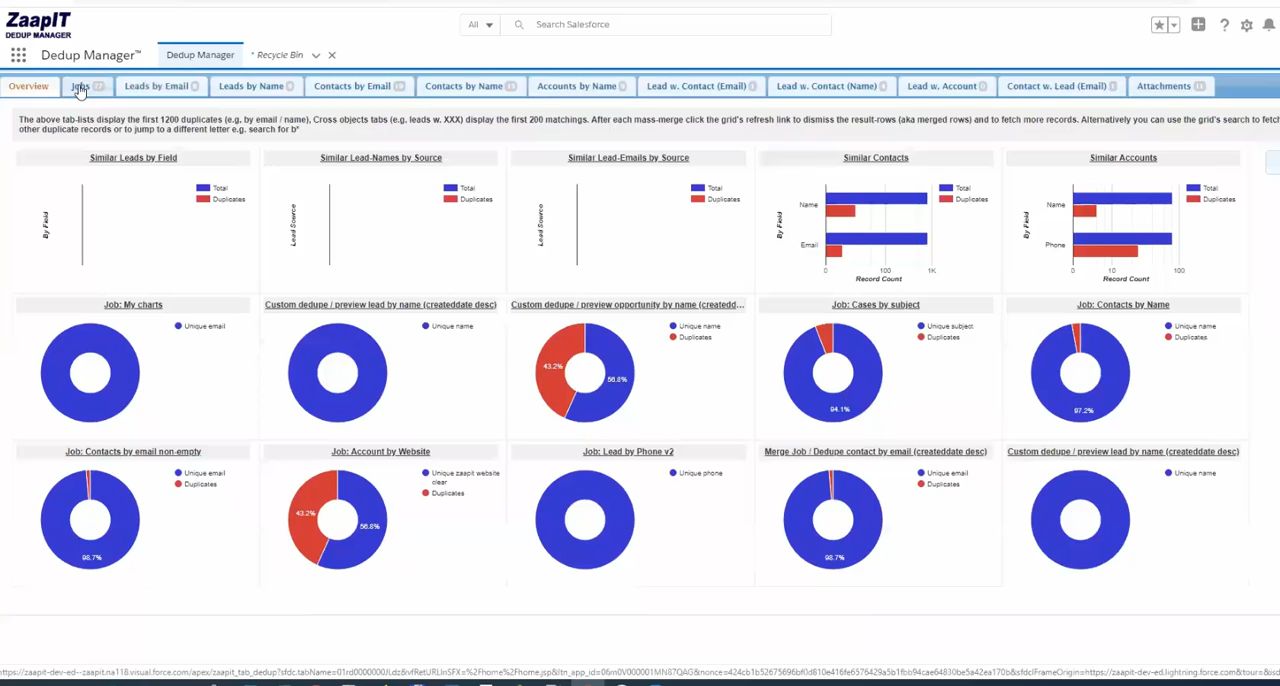 ZaapIT
DEDUP MANAGER
All
Search Salesforce
Dedup Manager™
Dedup Manager
* Recycle Bin
Overview
Jobs 27
Leads by Email
Leads by Name
Contacts by Email
Contacts by Name
Accounts by Name
Lead w. Contact (Email)
Lead w. Contact (Name)
Lead w. Account
Contact w. Lead (Email)
Attachments
The above tab-lists display the first 1200 duplicates (e.g. by email / name), Cross objects tabs (e.g. leads w. XXX) display the first 200 matchings. After each mass-merge click the grid's refresh link to dismiss the result-rows (aka merged rows) and to fetch more records. Alternatively you can use the grid's search to fetch
other duplicate records or to jump to a different letter e.g. search for b*
Similar Leads by Field
Total
Duplicates
By Field
Similar Lead-Names by Source
Total
Duplicates
Lead Source
Similar Lead-Emails by Source
Total
Duplicates
Lead Source
Similar Contacts
Total
Duplicates
By Field
Name
Email
0 100 1K
Record Count
Similar Accounts
Total
Duplicates
By Field
Name
Phone
0 10 100
Record Count
Job: My charts
Unique email
Custom dedupe / preview lead by name (createddate desc)
Unique name
Custom dedupe / preview opportunity by name (createdd...
Unique name
Duplicates
43.2%
56.8%
Job: Cases by subject
Unique subject
Duplicates
94.1%
Job: Contacts by Name
Unique name
Duplicates
97.2%
Job: Contacts by email non-empty
Unique email
Duplicates
98.7%
Job: Account by Website
Unique zaapit website
clear
Duplicates
43.2%
56.8%
Job: Lead by Phone v2
Unique phone
Merge Job / Dedupe contact by email (createddate desc)
Unique email
Duplicates
98.7%
Custom dedupe / preview lead by name (createddate desc)
Unique name